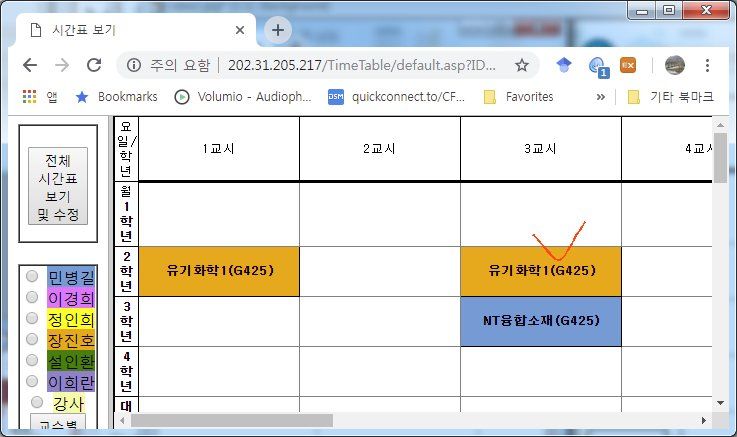 시간표 보기
주의 요함 | 202.31.205.217/TimeTable/default.asp?ID...
1
EX
앱 Bookmarks Volumio - Audioph... DSM quickconnect.to/CF... Favorites » 기타 북마크
전체
시간표
보기
및 수정
민병길
이경희
정인희
장진호
설인환
이희란
강사
교수별
요일/학년 1교시 2교시 3교시 4교시
월
1학년
2학년 유기화학1(G425) 유기화학1(G425)
3학년 NT융합소재(G425)
4학년
대